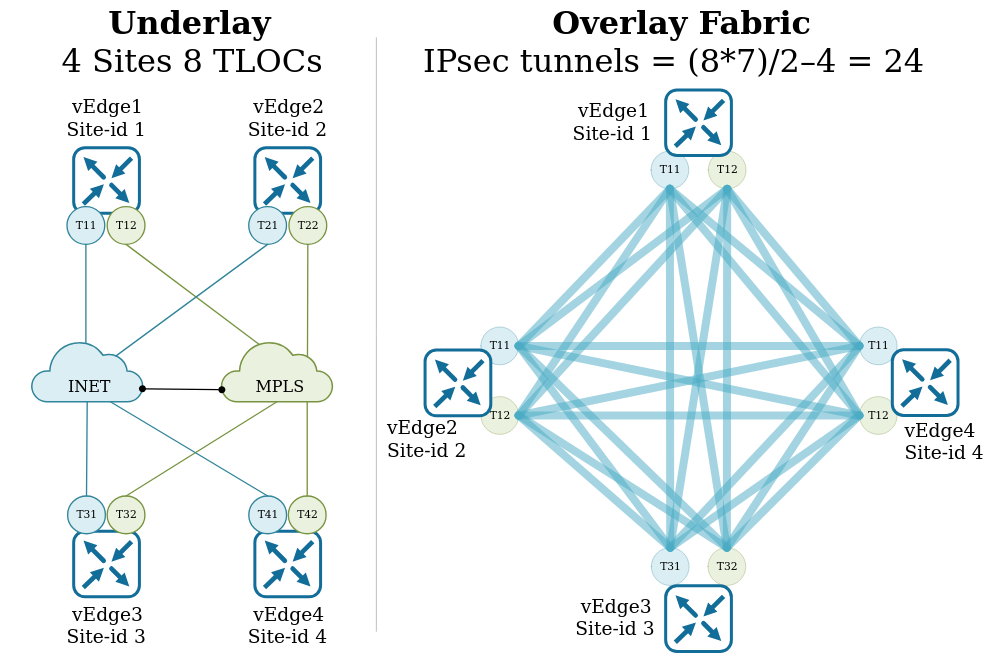 Underlay
4 Sites 8 TLOCs
vEdge1
Site-id 1
vEdge2
Site-id 2
T11
T12
T21
T22
INET
MPLS
T31
T32
T41
T42
vEdge3
Site-id 3
vEdge4
Site-id 4
Overlay Fabric
IPsec tunnels = (8*7)/2–4 = 24
vEdge1
Site-id 1
T11
T12
T11
T11
T12
T12
vEdge2
Site-id 2
vEdge4
Site-id 4
T31
T32
vEdge3
Site-id 3